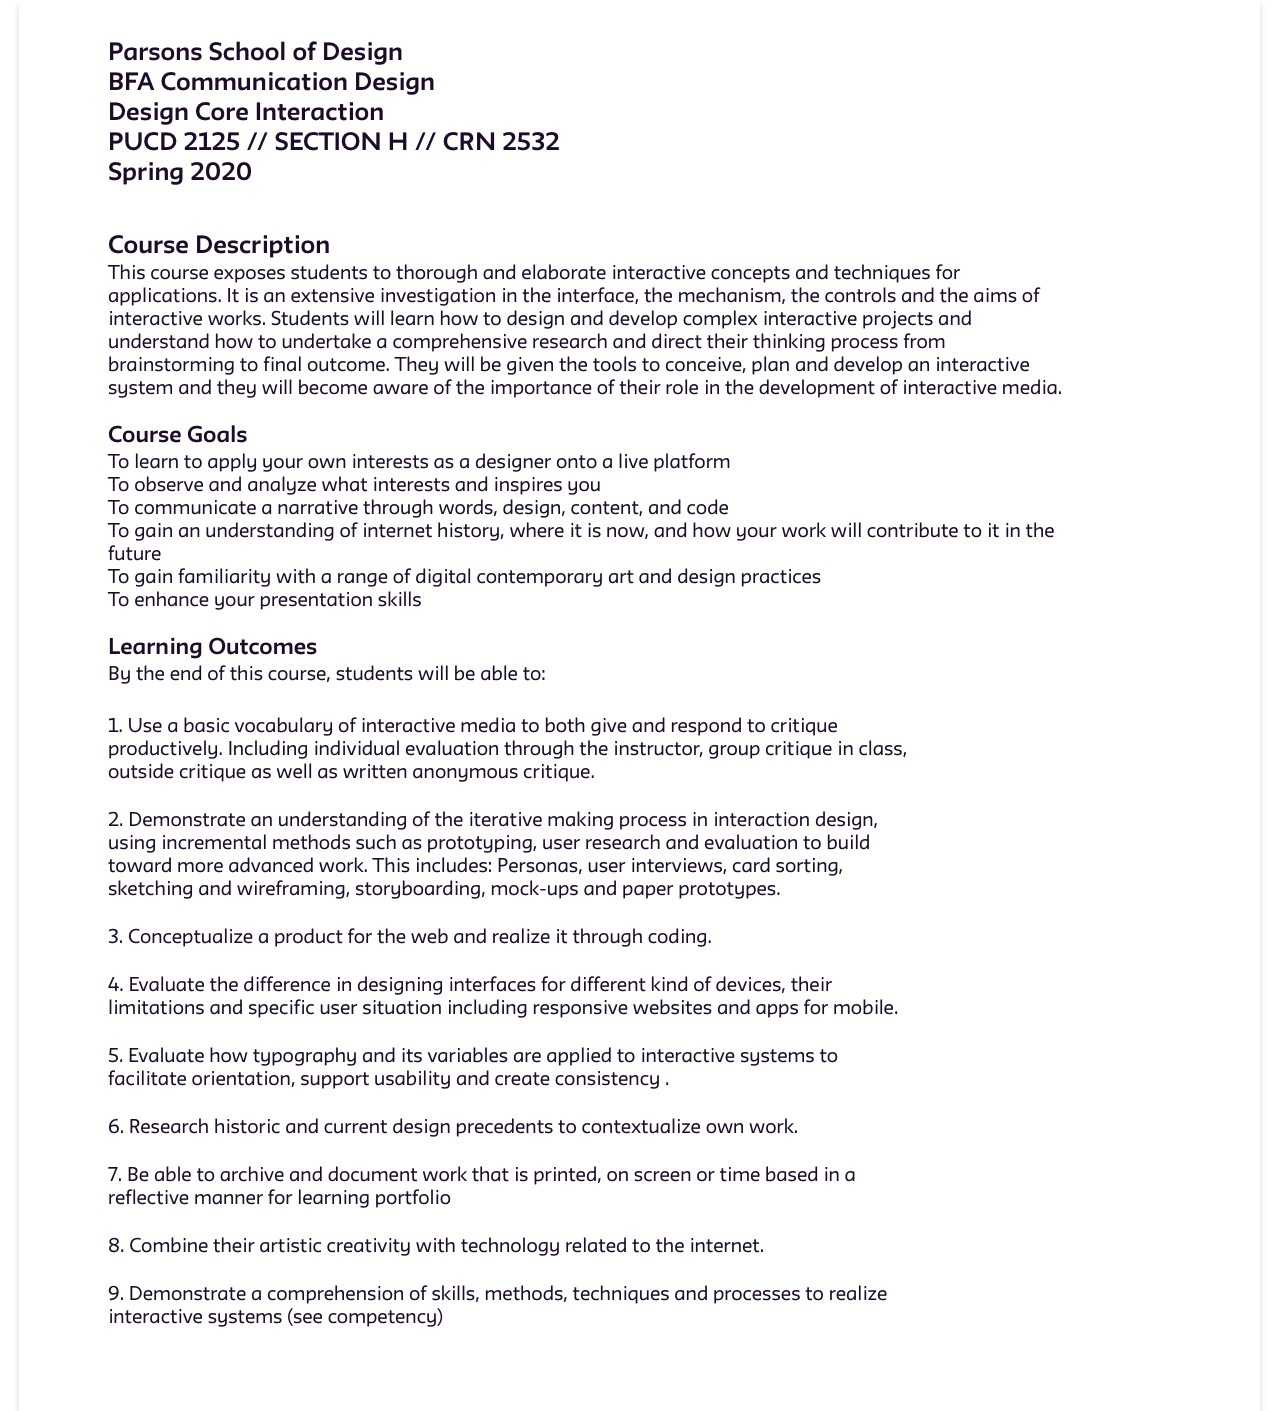 Parsons School of Design
BFA Communication Design
Design Core Interaction
PUCD 2125 // SECTION H // CRN 2532
Spring 2020
Course Description
This course exposes students to thorough and elaborate interactive concepts and techniques for
applications. It is an extensive investigation in the interface, the mechanism, the controls and the aims of
interactive works. Students will learn how to design and develop complex interactive projects and
understand how to undertake a comprehensive research and direct their thinking process from
brainstorming to final outcome. They will be given the tools to conceive, plan and develop an interactive
system and they will become aware of the importance of their role in the development of interactive media.
Course Goals
To learn to apply your own interests as a designer onto a live platform
To observe and analyze what interests and inspires you
To communicate a narrative through words, design, content, and code
To gain an understanding of internet history, where it is now, and how your work will contribute to it in the
future
To gain familiarity with a range of digital contemporary art and design practices
To enhance your presentation skills
Learning Outcomes
By the end of this course, students will be able to:
1. Use a basic vocabulary of interactive media to both give and respond to critique
productively. Including individual evaluation through the instructor, group critique in class,
outside critique as well as written anonymous critique.
2. Demonstrate an understanding of the iterative making process in interaction design,
using incremental methods such as prototyping, user research and evaluation to build
toward more advanced work. This includes: Personas, user interviews, card sorting,
sketching and wireframing, storyboarding, mock-ups and paper prototypes.
3. Conceptualize a product for the web and realize it through coding.
4. Evaluate the difference in designing interfaces for different kind of devices, their
limitations and specific user situation including responsive websites and apps for mobile.
5. Evaluate how typography and its variables are applied to interactive systems to
facilitate orientation, support usability and create consistency .
6. Research historic and current design precedents to contextualize own work.
7. Be able to archive and document work that is printed, on screen or time based in a
reflective manner for learning portfolio
8. Combine their artistic creativity with technology related to the internet.
9. Demonstrate a comprehension of skills, methods, techniques and processes to realize
interactive systems (see competency)